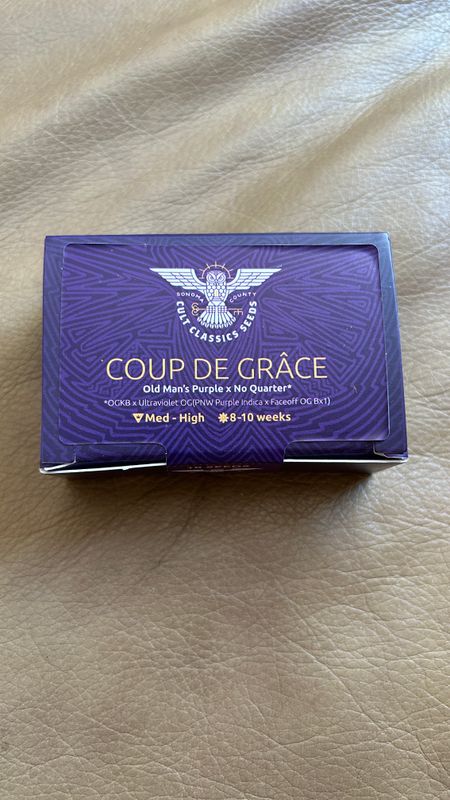 SONOMA COUNTY
CULT CLASSICS SEEDS
COUP DE GRÂCE
Old Man's Purple x No Quarter*
*OGKB x Ultraviolet OG(PNW Purple Indica x Faceoff OG Bx1)
Med - High 8-10 weeks